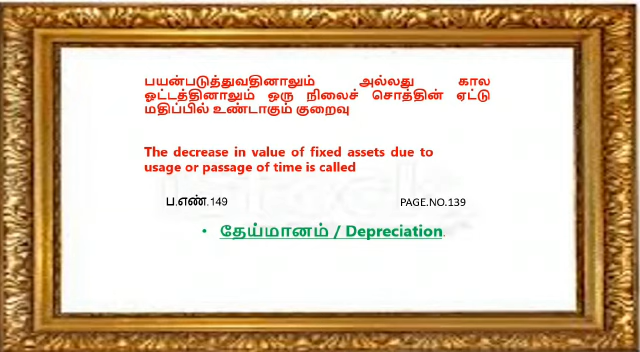 பயன்படுத்துவதினாலும் அல்லது கால
ஓட்டத்தினாலும் ஒரு நிலைச் சொத்தின் ஏட்டு
மதிப்பில் உண்டாகும் குறைவு
The decrease in value of fixed assets due to
usage or passage of time is called
ப.எண்.149 PAGE.NO.139
• தேய்மானம் / Depreciation.